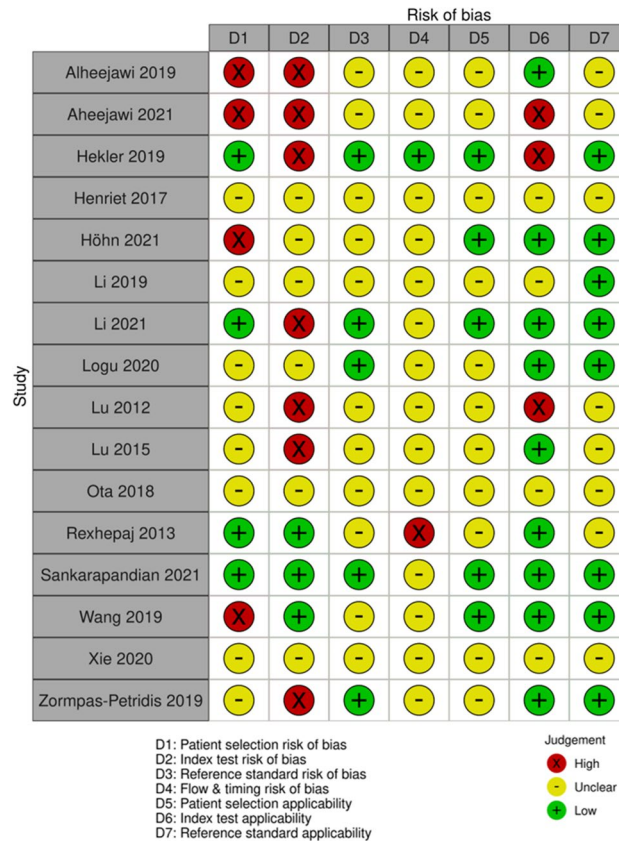 Risk of bias
D1 D2 D3 D4 D5 D6 D7
Study
Alheejawi 2019 X X - - - + -
Aheejawi 2021 X X - - - X -
Hekler 2019 + X + + + X +
Henriet 2017 - - - - - - -
Höhn 2021 X - - - + + +
Li 2019 - - - - - - +
Li 2021 + X + - + + +
Logu 2020 - - + - - + +
Lu 2012 - X - - - X -
Lu 2015 - X - - - + -
Ota 2018 - - - - - - -
Rexhepaj 2013 + + - X - + -
Sankarapandian 2021 + + + - + + +
Wang 2019 X + - - + + +
Xie 2020 - - - - - - -
Zormpas-Petridis 2019 - X + - - + +
D1: Patient selection risk of bias
D2: Index test risk of bias
D3: Reference standard risk of bias
D4: Flow & timing risk of bias
D5: Patient selection applicability
D6: Index test applicability
D7: Reference standard applicability
Judgement
X High
- Unclear
+ Low